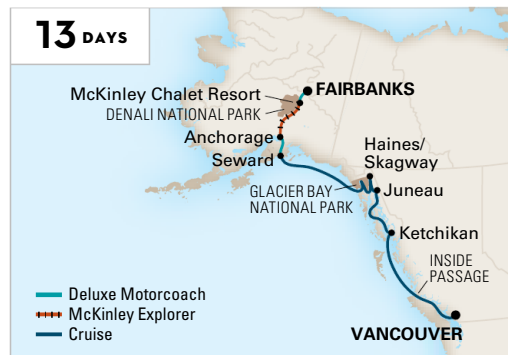 13 DAYS
McKinley Chalet Resort
FAIRBANKS
DENALI NATIONAL PARK
Anchorage
Seward
Haines/
Skagway
GLACIER BAY
NATIONAL PARK
Juneau
Ketchikan
INSIDE
PASSAGE
Deluxe Motorcoach
McKinley Explorer
Cruise
VANCOUVER